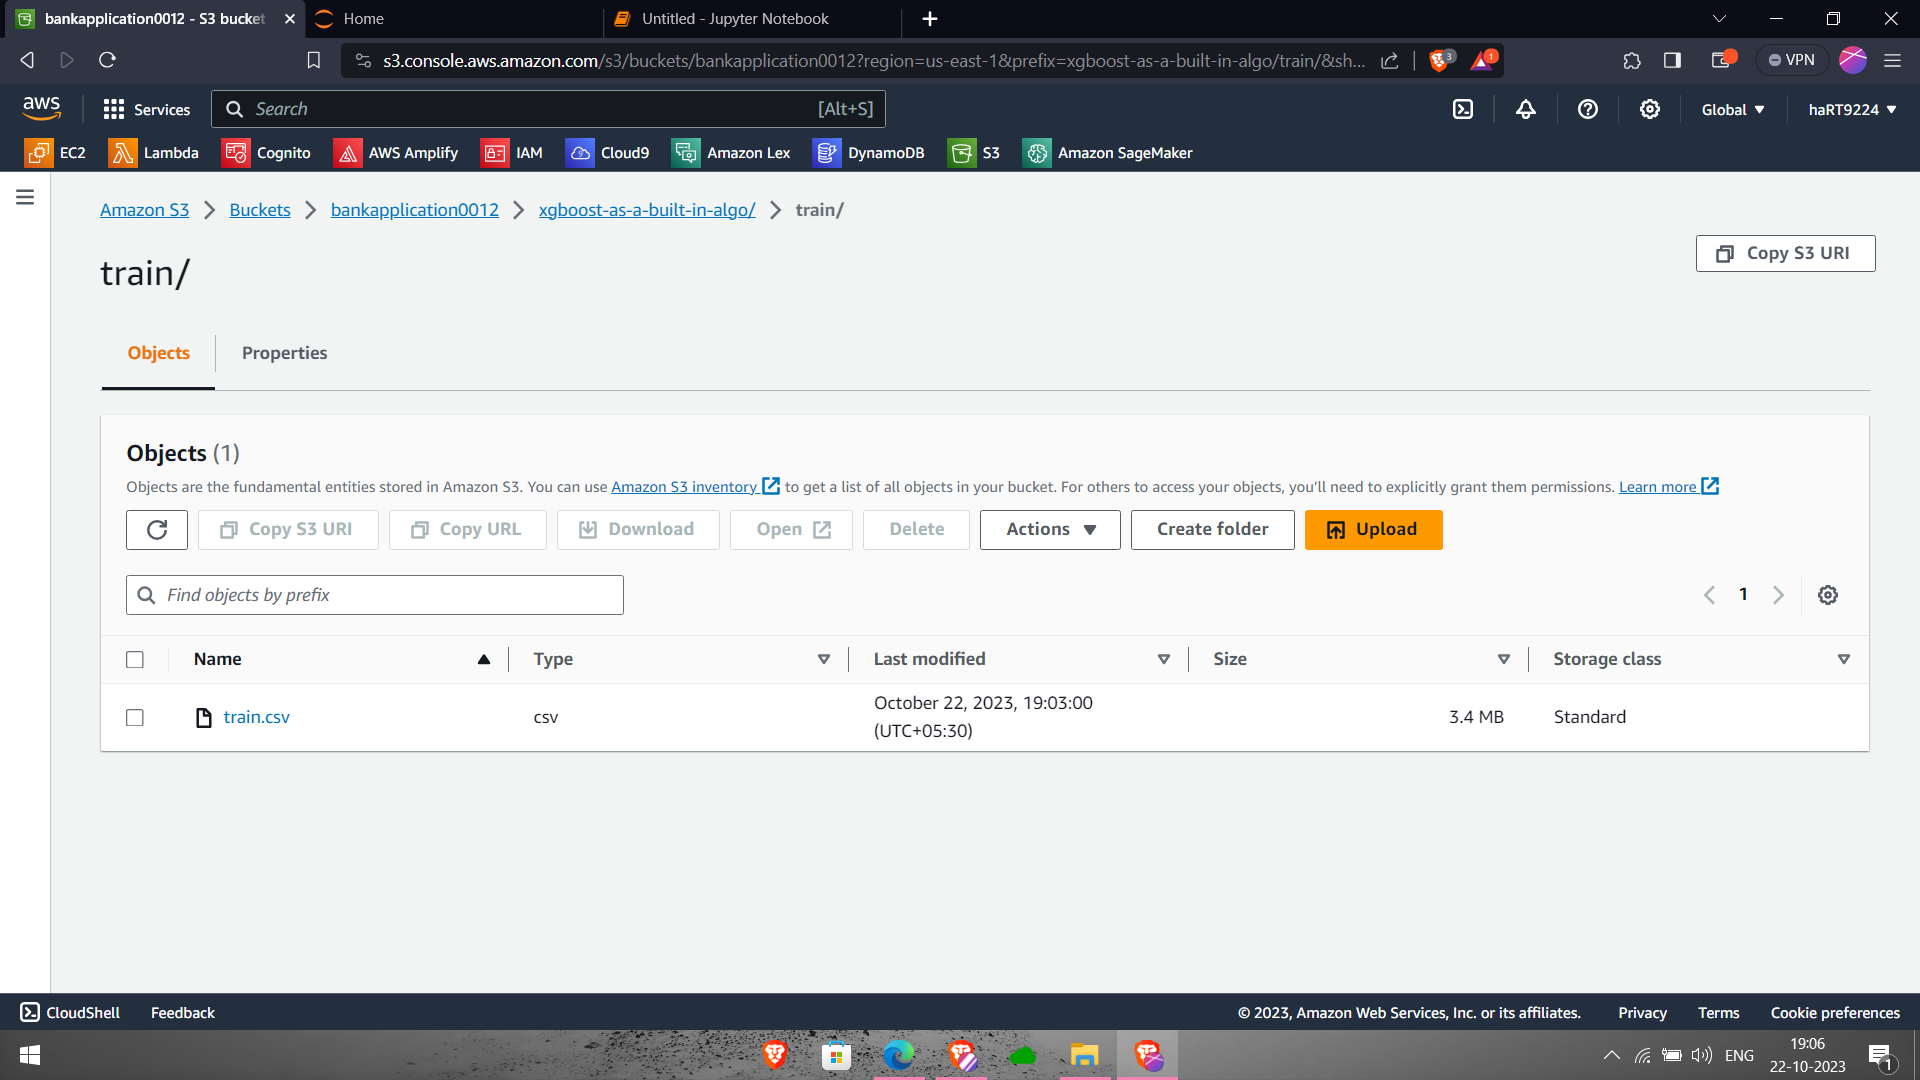 bankapplication0012 - S3 bucket
Home
Untitled - Jupyter Notebook
s3.console.aws.amazon.com/s3/buckets/bankapplication0012?region=us-east-1&prefix=xgboost-as-a-built-in-algo/train/&sh...
3
1
VPN
aws
Services
Search
[Alt+S]
Global
haRT9224
EC2
Lambda
Cognito
AWS Amplify
IAM
Cloud9
Amazon Lex
DynamoDB
S3
Amazon SageMaker
Amazon S3 > Buckets > bankapplication0012 > xgboost-as-a-built-in-algo/ > train/
train/
Copy S3 URI
Objects
Properties
Objects (1)
Objects are the fundamental entities stored in Amazon S3. You can use Amazon S3 inventory to get a list of all objects in your bucket. For others to access your objects, you’ll need to explicitly grant them permissions. Learn more
Copy S3 URI
Copy URL
Download
Open
Delete
Actions
Create folder
Upload
Find objects by prefix
1
Name
Type
Last modified
Size
Storage class
train.csv
csv
October 22, 2023, 19:03:00
(UTC+05:30)
3.4 MB
Standard
CloudShell
Feedback
© 2023, Amazon Web Services, Inc. or its affiliates.
Privacy
Terms
Cookie preferences
ENG
19:06
22-10-2023
1